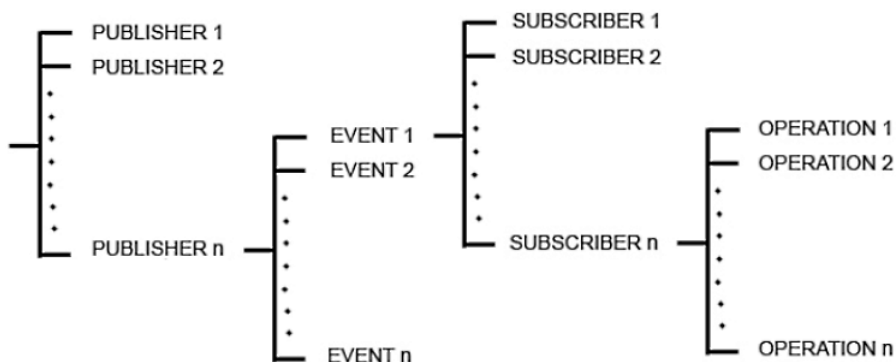 PUBLISHER 1
PUBLISHER 2
PUBLISHER n
EVENT 1
EVENT 2
EVENT n
SUBSCRIBER 1
SUBSCRIBER 2
SUBSCRIBER n
OPERATION 1
OPERATION 2
OPERATION n